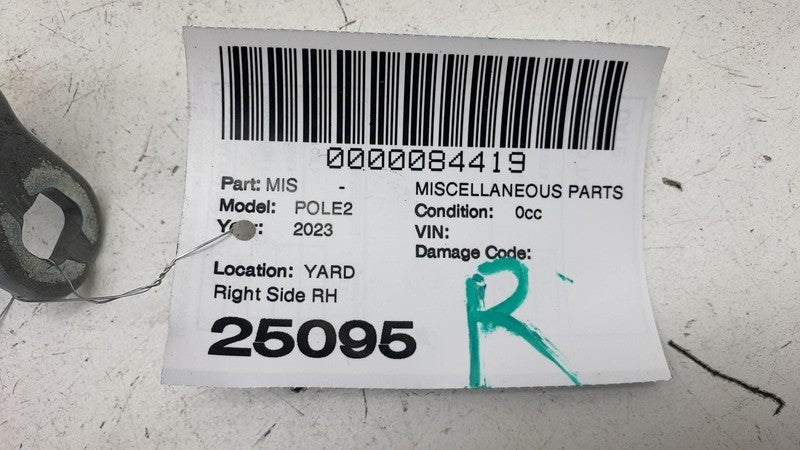 0000084419
Part: MIS - MISCELLANEOUS PARTS
Model: POLE2 Condition: 0cc
Year: 2023 VIN:
Damage Code:
Location: YARD
Right Side RH
25095
R